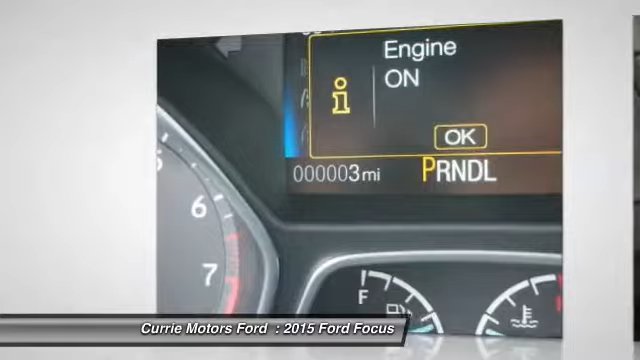 Engine
ON
i
OK
000003mi PRNDL
6
7
F
Currie Motors Ford : 2015 Ford Focus